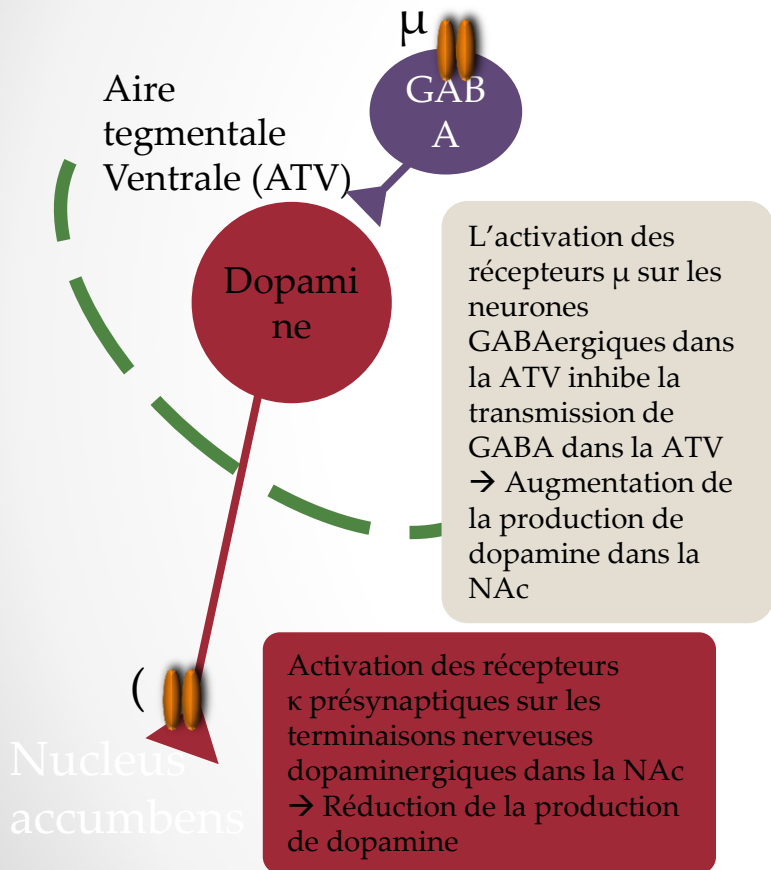 μ
GAB
A
Aire
tegmentale
Ventrale (ATV)
Dopami
ne
L'activation des
récepteurs μ sur les
neurones
GABAergiques dans
la ATV inhibe la
transmission de
GABA dans la ATV
→ Augmentation de
la production de
dopamine dans la
NAc
(
Nucleus
accumbens
Activation des récepteurs
κ présynaptiques sur les
terminaisons nerveuses
dopaminergiques dans la NAc
→ Réduction de la production
de dopamine